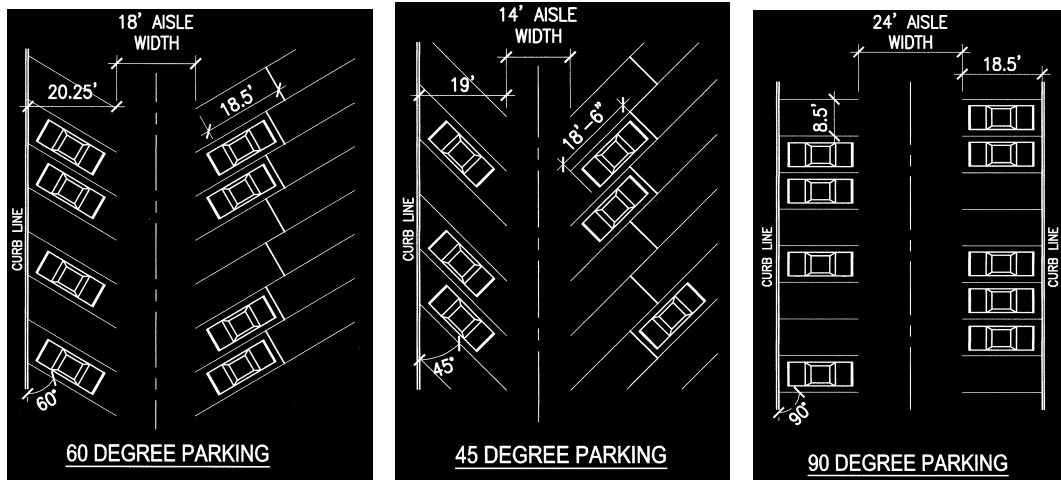 18' AISLE
WIDTH
20.25'
18.5'
CURB LINE
60°
60 DEGREE PARKING
14' AISLE
WIDTH
19'
18'-6"
CURB LINE
45°
45 DEGREE PARKING
24' AISLE
WIDTH
18.5'
8.5'
CURB LINE
CURB LINE
90°
90 DEGREE PARKING